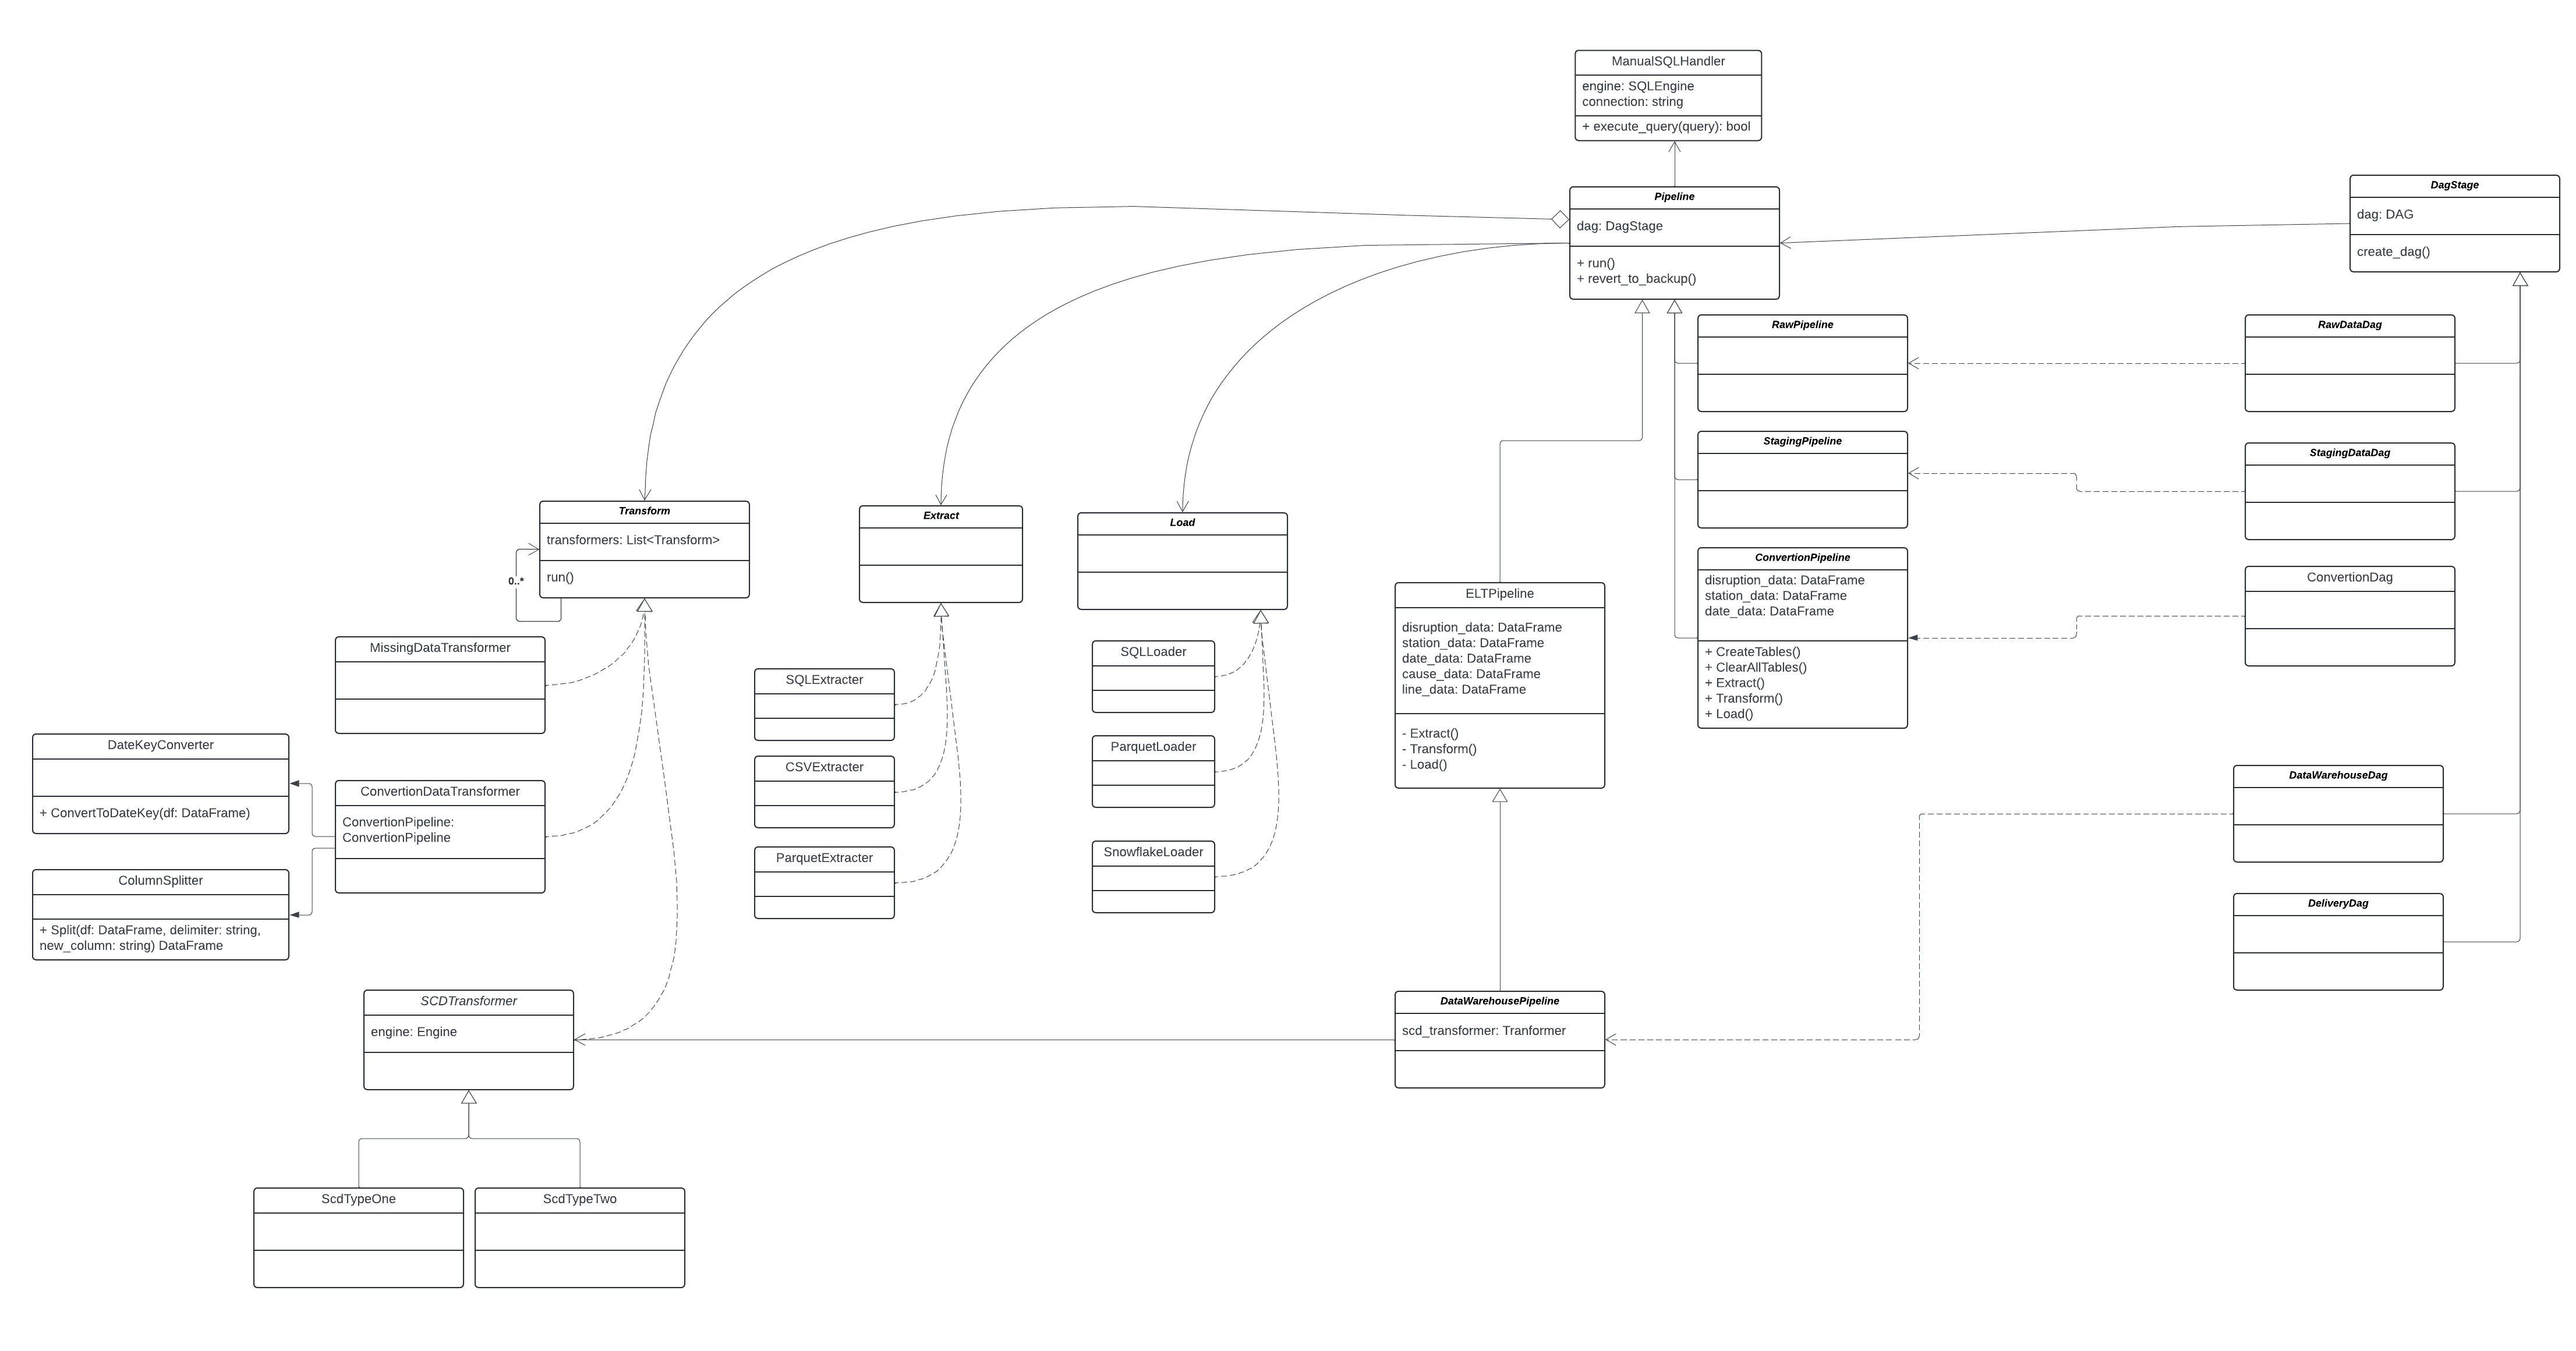 ManualSQLHandler
engine: SQLEngine
connection: string
+ execute_query(query): bool
Pipeline
dag: DagStage
+ run()
+ revert_to_backup()
DagStage
dag: DAG
create_dag()
RawPipeline
RawDataDag
StagingPipeline
StagingDataDag
ConvertionPipeline
disruption_data: DataFrame
station_data: DataFrame
date_data: DataFrame
+ CreateTables()
+ ClearAllTables()
+ Extract()
+ Transform()
+ Load()
ConvertionDag
Transform
transformers: List<Transform>
run()
0..*
Extract
Load
ELTPipeline
disruption_data: DataFrame
station_data: DataFrame
date_data: DataFrame
cause_data: DataFrame
line_data: DataFrame
- Extract()
- Transform()
- Load()
MissingDataTransformer
SQLExtracter
SQLLoader
DateKeyConverter
+ ConvertToDateKey(df: DataFrame)
ConvertionDataTransformer
ConvertionPipeline:
ConvertionPipeline
CSVExtracter
ParquetLoader
ColumnSplitter
+ Split(df: DataFrame, delimiter: string,
new_column: string) DataFrame
ParquetExtracter
SnowflakeLoader
DataWarehouseDag
DeliveryDag
SCDTransformer
engine: Engine
DataWarehousePipeline
scd_transformer: Tranformer
ScdTypeOne
ScdTypeTwo